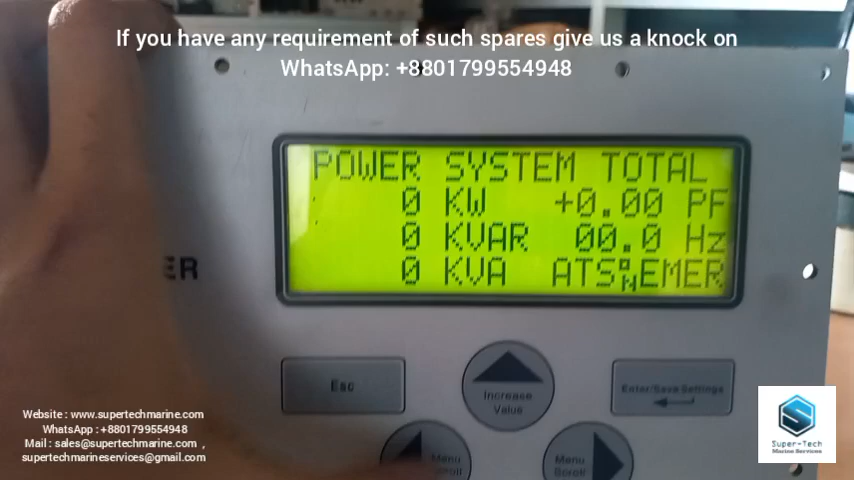 If you have any requirement of such spares give us a knock on
WhatsApp: +8801799554948
POWER SYSTEM TOTAL
0 KW +0.00 PF
0 KVAR 00.0 Hz
0 KVA ATS ON EMER
ER
Esc
Increase
Value
Enter/Save Settings
Menu
Scroll
Menu
Scroll
Website : www.supertechmarine.com
WhatsApp : +8801799554948
Mail : sales@supertechmarine.com ,
supertechmarineservices@gmail.com
Super-Tech
Marine Services